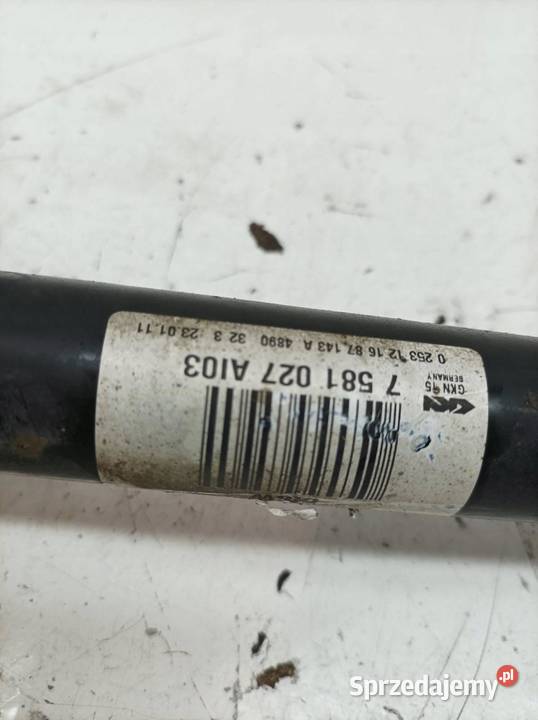 GKN 15
GERMANY
7 581 027 AI03
0 253 12 16 87.143 A 4890 32 3 23.01.11
Sprzedajemy.pl